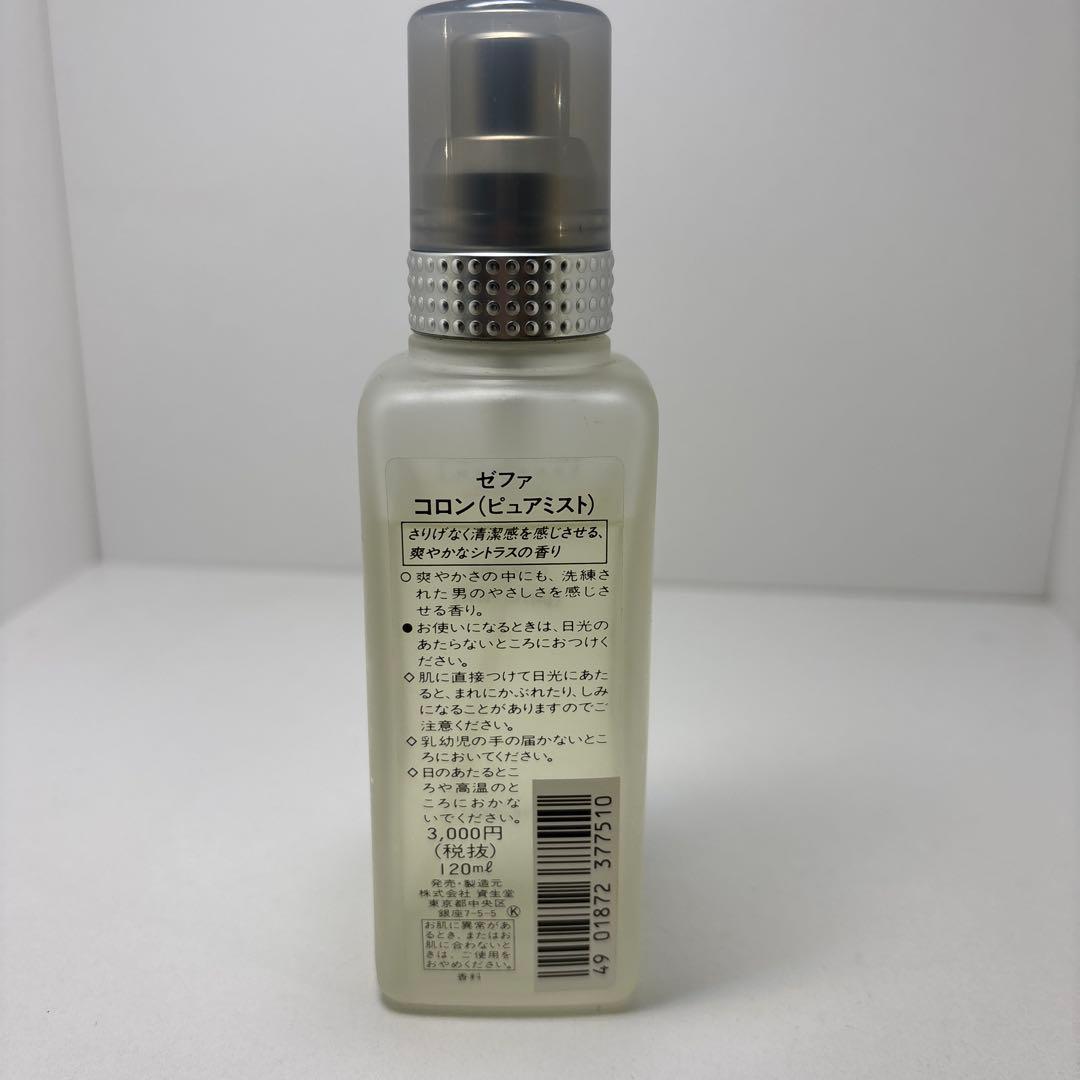 ゼファ
コロン(ピュアミスト)
さりげなく清潔感を感じさせる、
爽やかなシトラスの香り
○ 爽やかさの中にも、洗練さ
れた男のやさしさを感じさ
せる香り。
● お使いになるときは、日光の
あたらないところにおつけく
ださい。
◇ 肌に直接つけて日光にあた
ると、まれにかぶれたり、しみ
になることがありますのでご
注意ください。
◇ 乳幼児の手の届かないとこ
ろにおいてください。
◇ 日のあたるとこ
ろや高温のと
ころにおかな
いでください。
3,000円
(税抜)
120ml
発売・製造元
株式会社 資生堂
東京都中央区
銀座7-5-5 Ⓚ
お肌に異常があ
るとき、またはお
肌に合わないと
きは、ご使用を
おやめください。
香料
49 01872 377510